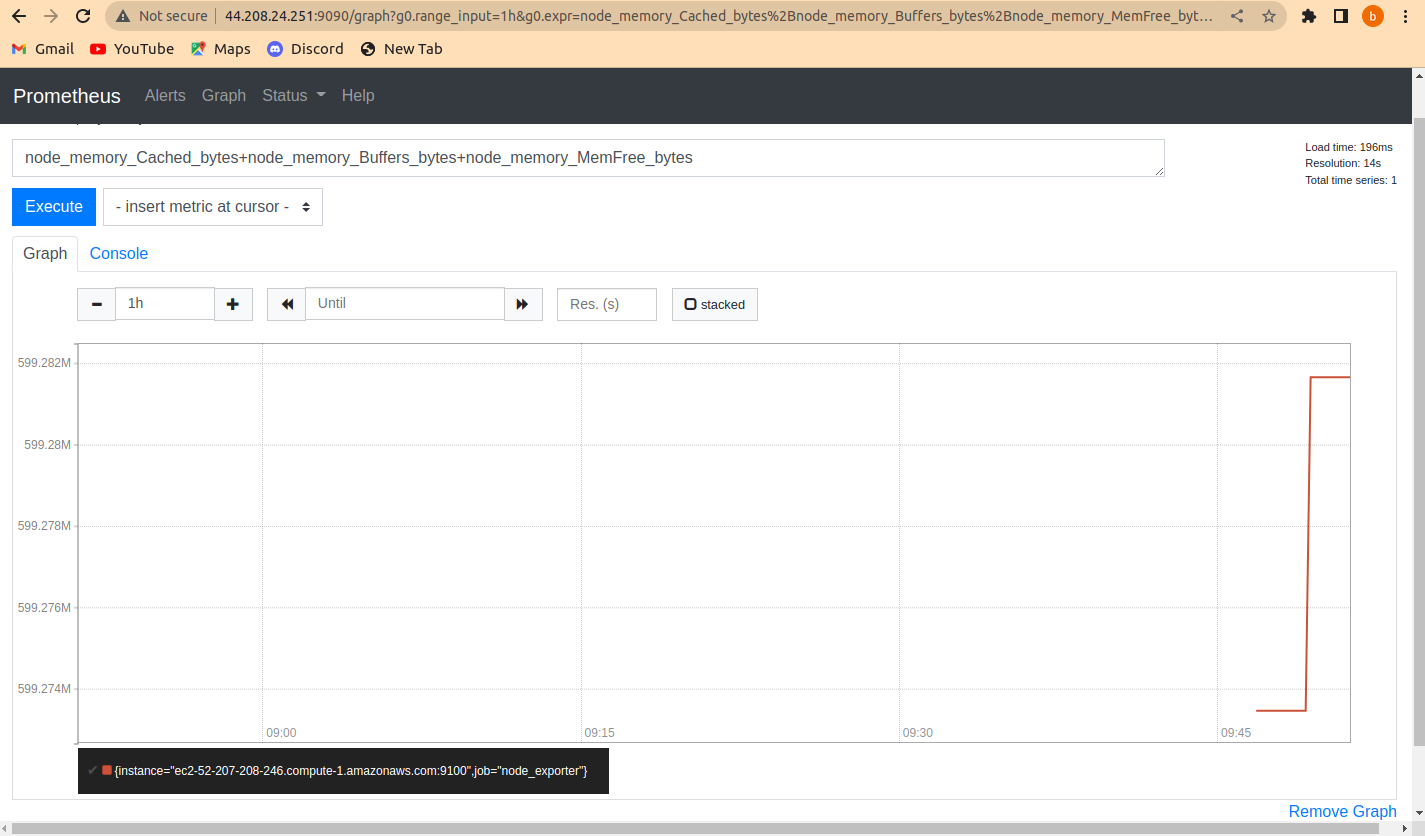 Not secure | 44.208.24.251:9090/graph?g0.range_input=1h&g0.expr=node_memory_Cached_bytes%2Bnode_memory_Buffers_bytes%2Bnode_memory_MemFree_byt... b
Gmail YouTube Maps Discord New Tab
Prometheus Alerts Graph Status Help
node_memory_Cached_bytes+node_memory_Buffers_bytes+node_memory_MemFree_bytes
Load time: 196ms
Resolution: 14s
Total time series: 1
Execute - insert metric at cursor -
Graph Console
1h Until Res. (s) stacked
599.282M
599.28M
599.278M
599.276M
599.274M
09:00 09:15 09:30 09:45
{instance="ec2-52-207-208-246.compute-1.amazonaws.com:9100",job="node_exporter"}
Remove Graph